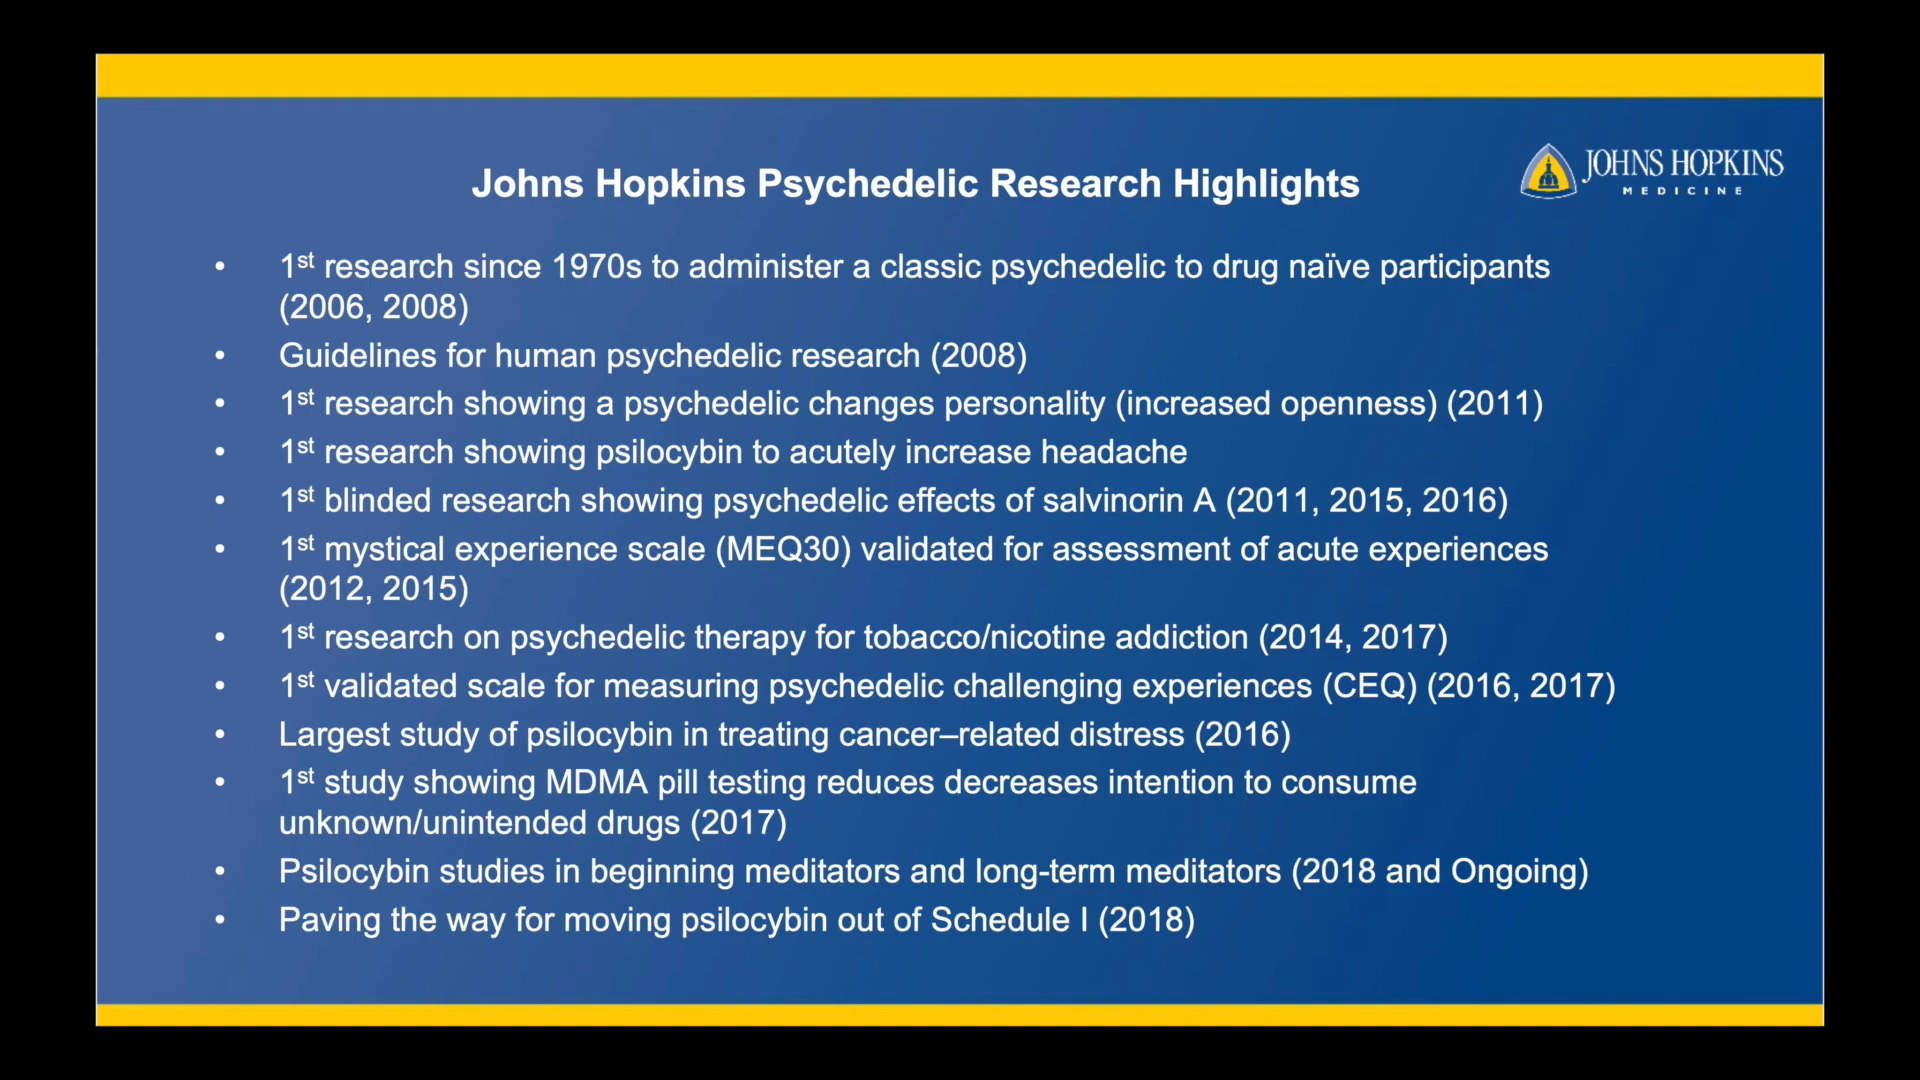 Johns Hopkins Psychedelic Research Highlights
JOHNS HOPKINS
MEDICINE
• 1st research since 1970s to administer a classic psychedelic to drug naïve participants
(2006, 2008)
• Guidelines for human psychedelic research (2008)
• 1st research showing a psychedelic changes personality (increased openness) (2011)
• 1st research showing psilocybin to acutely increase headache
• 1st blinded research showing psychedelic effects of salvinorin A (2011, 2015, 2016)
• 1st mystical experience scale (MEQ30) validated for assessment of acute experiences
(2012, 2015)
• 1st research on psychedelic therapy for tobacco/nicotine addiction (2014, 2017)
• 1st validated scale for measuring psychedelic challenging experiences (CEQ) (2016, 2017)
• Largest study of psilocybin in treating cancer–related distress (2016)
• 1st study showing MDMA pill testing reduces decreases intention to consume
unknown/unintended drugs (2017)
• Psilocybin studies in beginning meditators and long-term meditators (2018 and Ongoing)
• Paving the way for moving psilocybin out of Schedule I (2018)